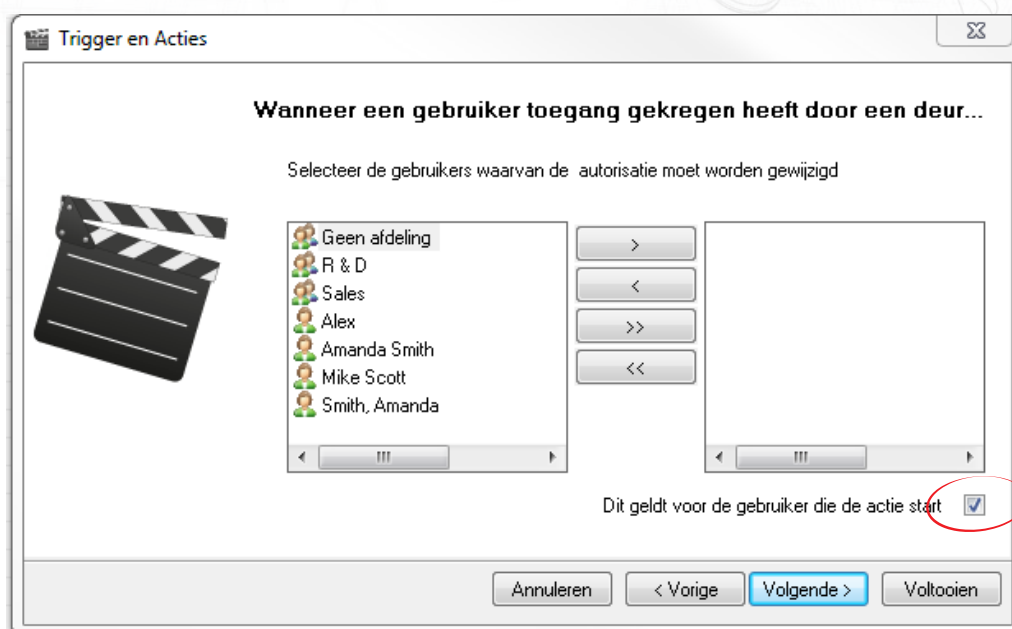 Trigger en Acties
Wanneer een gebruiker toegang gekregen heeft door een deur...
Selecteer de gebruikers waarvan de autorisatie moet worden gewijzigd
Geen afdeling
R & D
Sales
Alex
Amanda Smith
Mike Scott
Smith, Amanda
>
<
>>
<<
Dit geldt voor de gebruiker die de actie start
Annuleren < Vorige Volgende > Voltooien